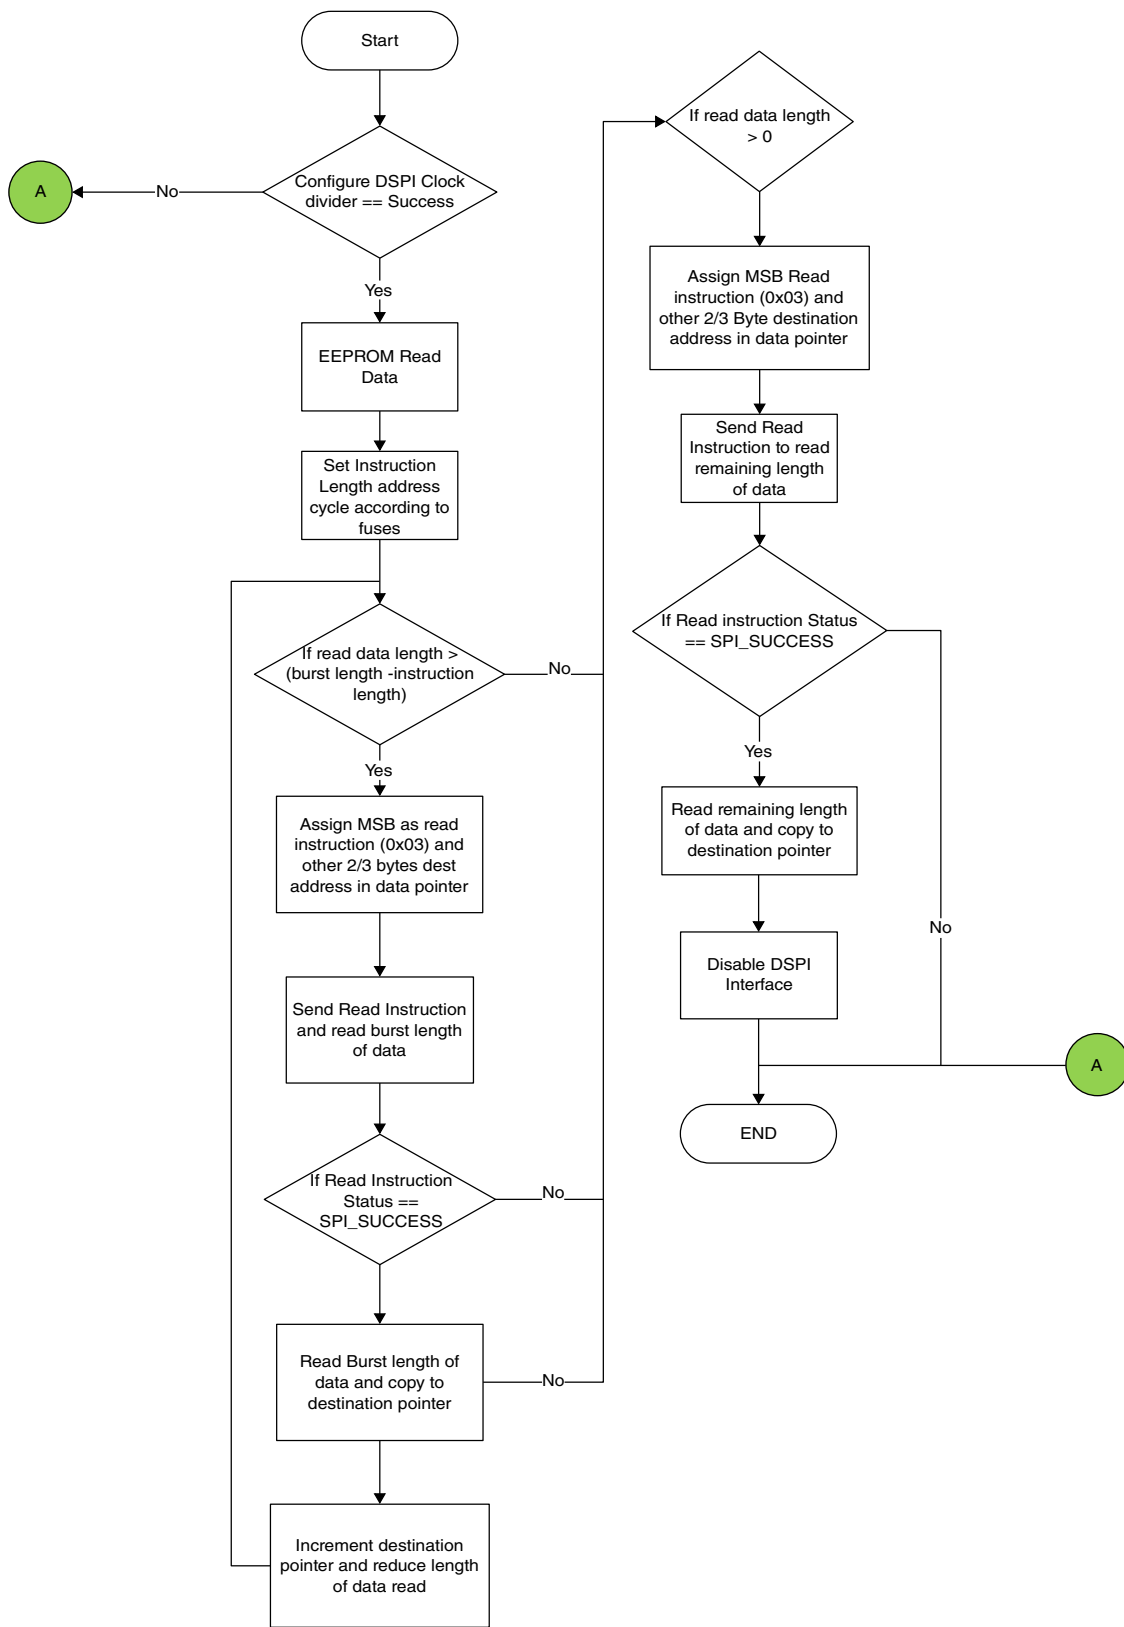 Start
Configure DSPI Clock
divider == Success
No
A
Yes
EEPROM Read
Data
Set Instruction
Length address
cycle according to
fuses
If read data length >
(burst length -instruction
length)
No
Yes
Assign MSB as read
instruction (0x03) and
other 2/3 bytes dest
address in data pointer
Send Read Instruction
and read burst length
of data
If Read Instruction
Status ==
SPI_SUCCESS
No
Read Burst length of
data and copy to
destination pointer
No
Increment destination
pointer and reduce length
of data read
If read data length
> 0
Assign MSB Read
instruction (0x03) and
other 2/3 Byte destination
address in data pointer
Send Read
Instruction to read
remaining length
of data
If Read instruction Status
== SPI_SUCCESS
Yes
Read remaining length
of data and copy to
destination pointer
No
Disable DSPI
Interface
A
END